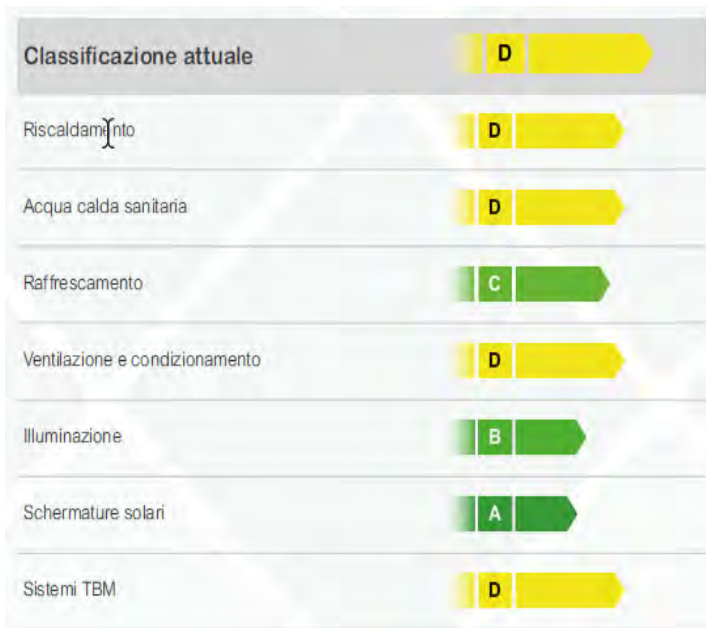 Classificazione attuale D
Riscaldamento D
Acqua calda sanitaria D
Raffrescamento C
Ventilazione e condizionamento D
Illuminazione B
Schermature solari A
Sistemi TBM D